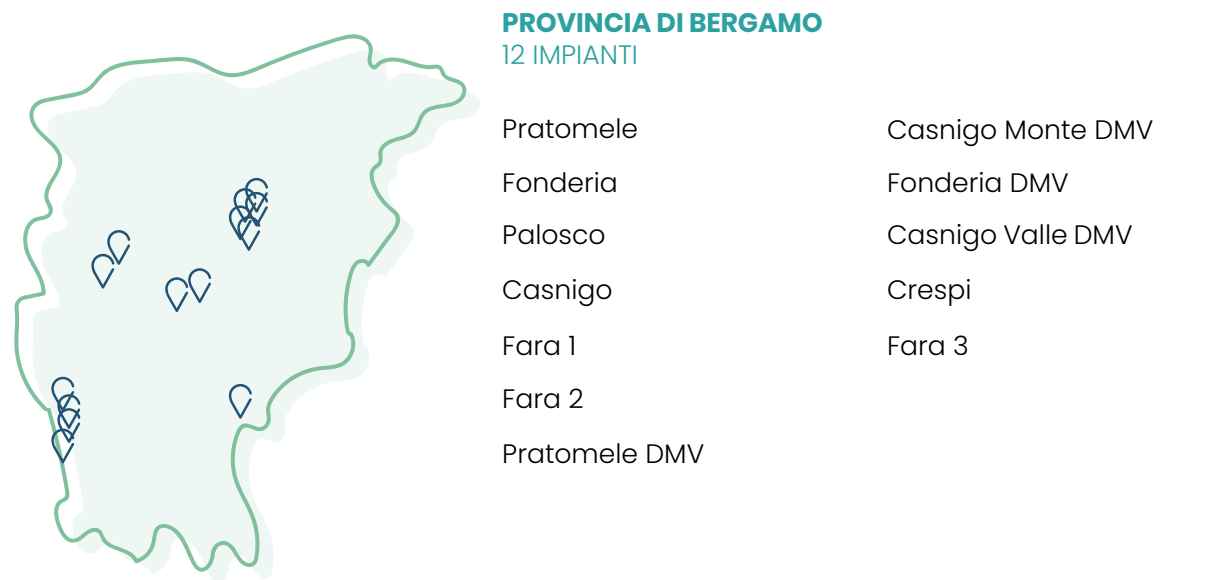 PROVINCIA DI BERGAMO
12 IMPIANTI
Pratomele
Fonderia
Palosco
Casnigo
Fara 1
Fara 2
Pratomele DMV
Casnigo Monte DMV
Fonderia DMV
Casnigo Valle DMV
Crespi
Fara 3